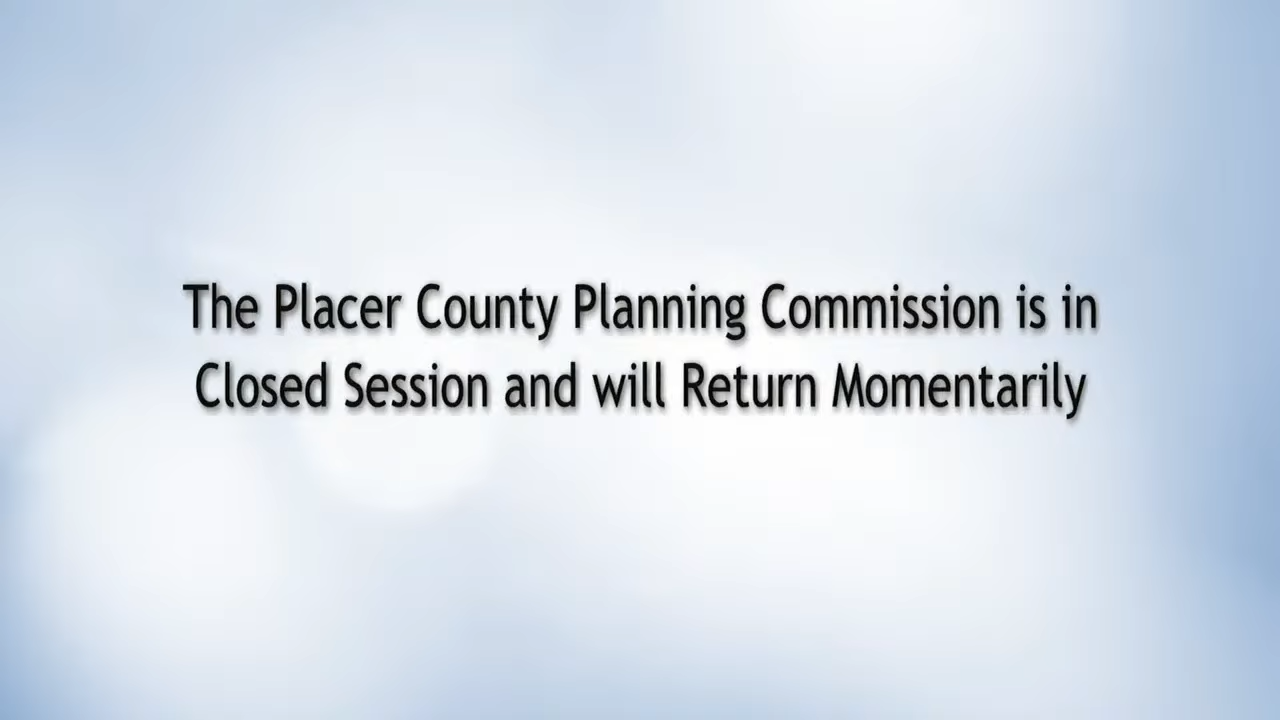 The Placer County Planning Commission is in
Closed Session and will Return Momentarily